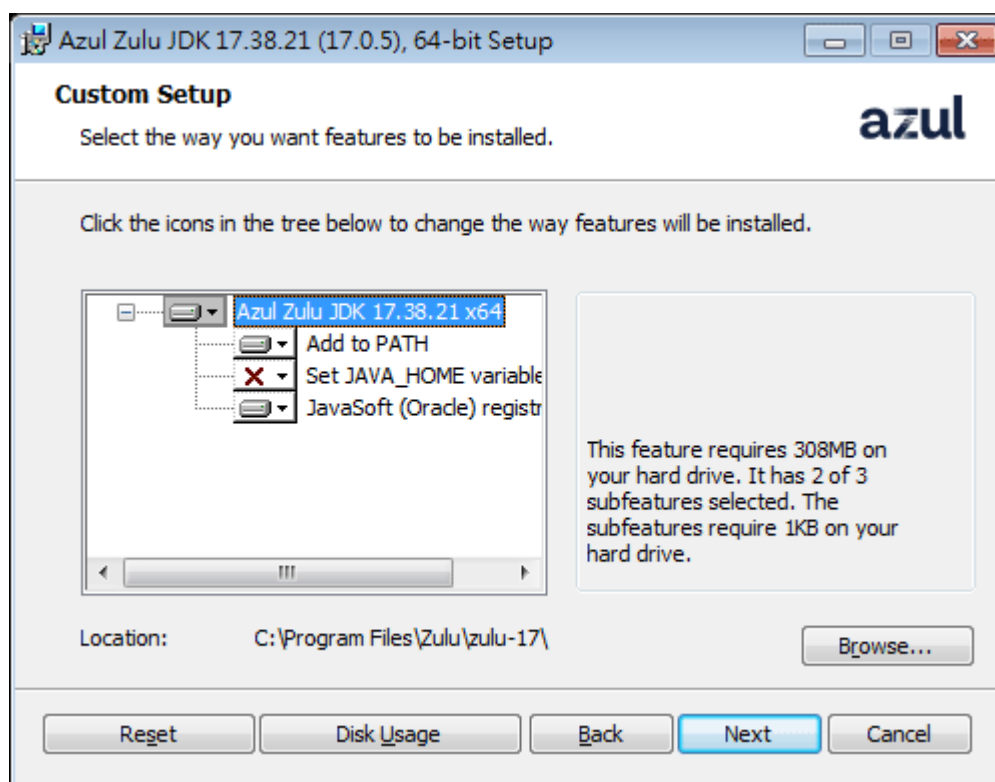 Azul Zulu JDK 17.38.21 (17.0.5), 64-bit Setup
Custom Setup
Select the way you want features to be installed.
azul
Click the icons in the tree below to change the way features will be installed.
Azul Zulu JDK 17.38.21 x64
Add to PATH
Set JAVA_HOME variable
JavaSoft (Oracle) registr
This feature requires 308MB on
your hard drive. It has 2 of 3
subfeatures selected. The
subfeatures require 1KB on your
hard drive.
Location: C:\Program Files\Zulu\zulu-17\
Browse...
Reset Disk Usage Back Next Cancel